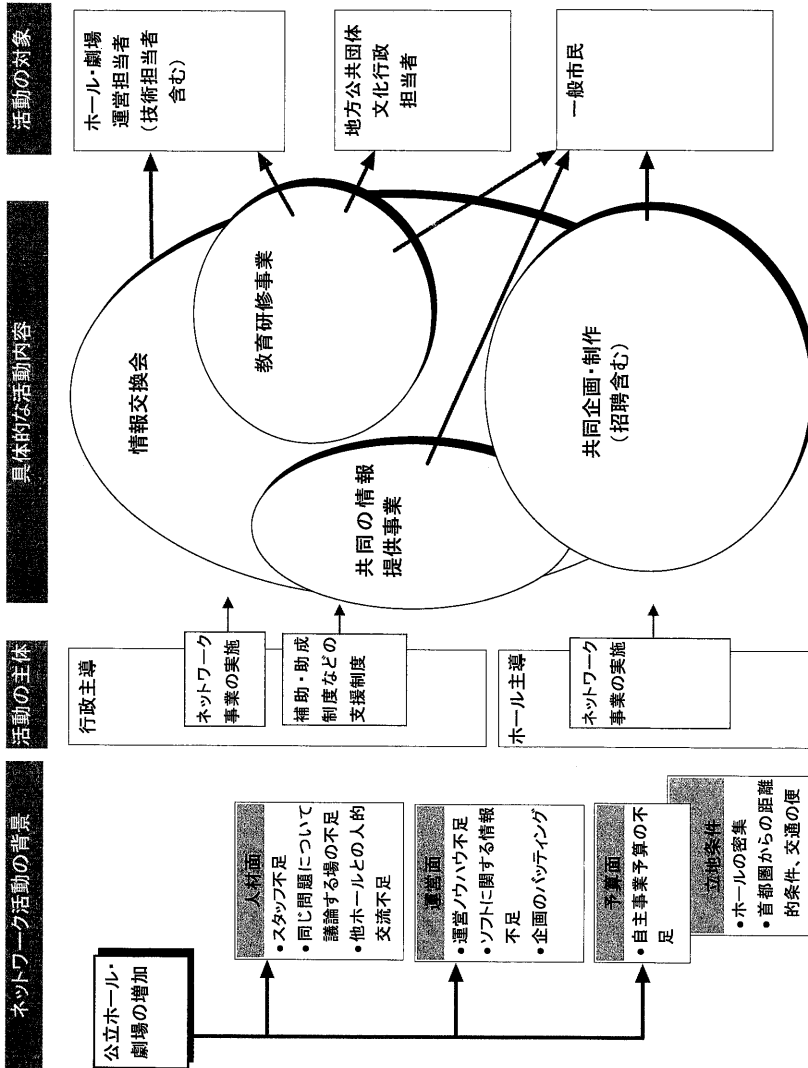 ネットワーク活動の背景
公立ホール・
劇場の増加
人材面
•スタッフ不足
•同じ問題について
議論する場の不足
•他ホールとの人的
交流不足
運営面
•運営ノウハウ不足
•ソフトに関する情報
不足
•企画のバッティング
予算面
•自主事業予算の不
足
立地条件
•ホールの密集
•首都圏からの距離
的条件、交通の便
活動の主体
行政主導
ネットワーク
事業の実施
補助・助成
制度などの
支援制度
ホール主導
ネットワーク
事業の実施
具体的な活動内容
情報交換会
教育研修事業
共同の情報
提供事業
共同企画・制作
(招聘含む)
活動の対象
ホール・劇場
運営担当者
(技術担当者
含む)
地方公共団体
文化行政
担当者
一般市民